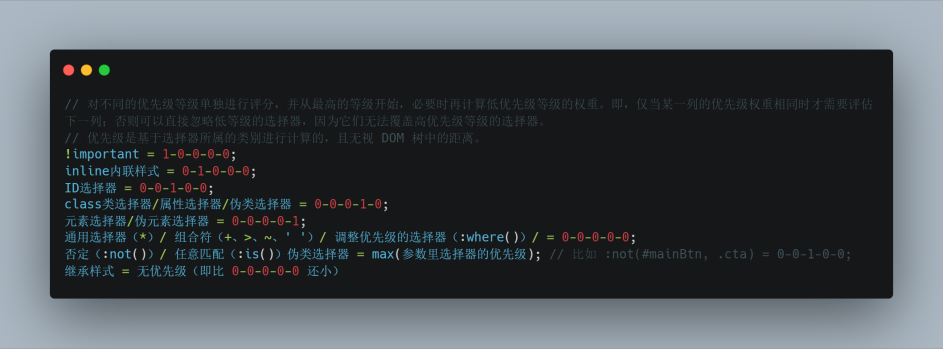 // 对不同的优先级等级单独进行评分，并从最高的等级开始，必要时再计算低优先级等级的权重。即，仅当某一列的优先级权重相同时才需要评估
下一列；否则可以直接忽略低等级的选择器，因为它们无法覆盖高优先级等级的选择器。
// 优先级是基于选择器所属的类别进行计算的，且无视 DOM 树中的距离。
!important = 1-0-0-0-0;
inline内联样式 = 0-1-0-0-0;
ID选择器 = 0-0-1-0-0;
class类选择器/属性选择器/伪类选择器 = 0-0-0-1-0;
元素选择器/伪元素选择器 = 0-0-0-0-1;
通用选择器（*）/ 组合符（+、>、~、' '）/ 调整优先级的选择器（:where()）/ = 0-0-0-0-0;
否定（:not()）/ 任意匹配（:is()）伪类选择器 = max(参数里选择器的优先级); // 比如 :not(#mainBtn, .cta) = 0-0-1-0-0;
继承样式 = 无优先级（即比 0-0-0-0-0 还小）